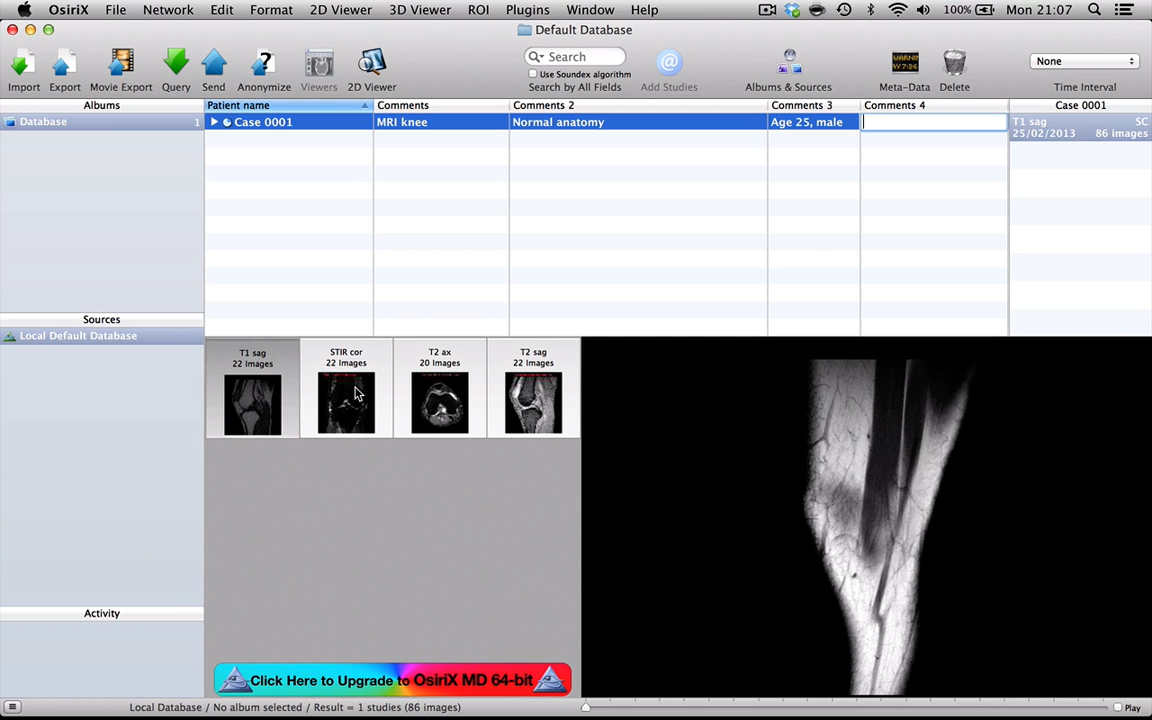 OsiriX File Network Edit Format 2D Viewer 3D Viewer ROI Plugins Window Help 100% Mon 21:07
Default Database
Search
Use Soundex algorithm
Import Export Movie Export Query Send Anonymize Viewers 2D Viewer Search by All Fields Add Studies Albums & Sources Meta-Data Delete
None
Time Interval
Albums Patient name Comments Comments 2 Comments 3 Comments 4 Case 0001
Database 1 Case 0001 MRI knee Normal anatomy Age 25, male
T1 sag SC
25/02/2013 86 images
Sources
Local Default Database
T1 sag
22 Images
STIR cor
22 Images
T2 ax
20 Images
T2 sag
22 Images
Activity
Click Here to Upgrade to OsiriX MD 64-bit
Local Database / No album selected / Result = 1 studies (86 images)
Play